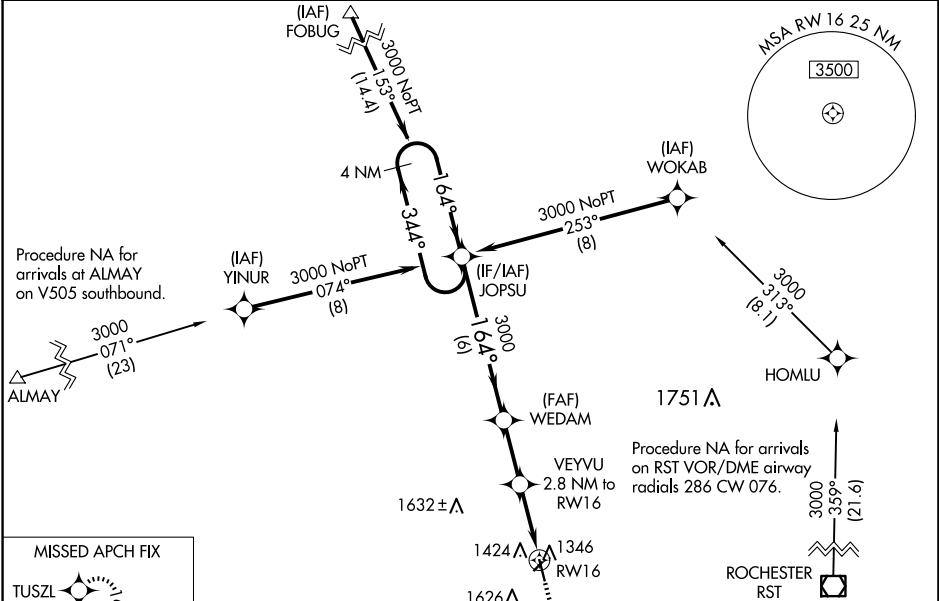 (IAF)
FOBUG
3000 NoPT
153°
(14.4)
MSA RW 16 25 NM
3500
4 NM
164°
344°
(IAF)
WOKAB
3000 NoPT
253°
(8)
Procedure NA for
arrivals at ALMAY
on V505 southbound.
(IAF)
YINUR
3000 NoPT
074°
(8)
(IF/IAF)
JOPSU
3000
164°
(6)
3000
313°
(8.1)
HOMLU
3000
071°
(23)
ALMAY
(FAF)
WEDAM
1751
VEYVU
2.8 NM to
RW16
Procedure NA for arrivals
on RST VOR/DME airway
radials 286 CW 076.
3000
359°
(21.6)
1632±
1424
1346
RW16
1626
MISSED APCH FIX
TUSZL
ROCHESTER
RST